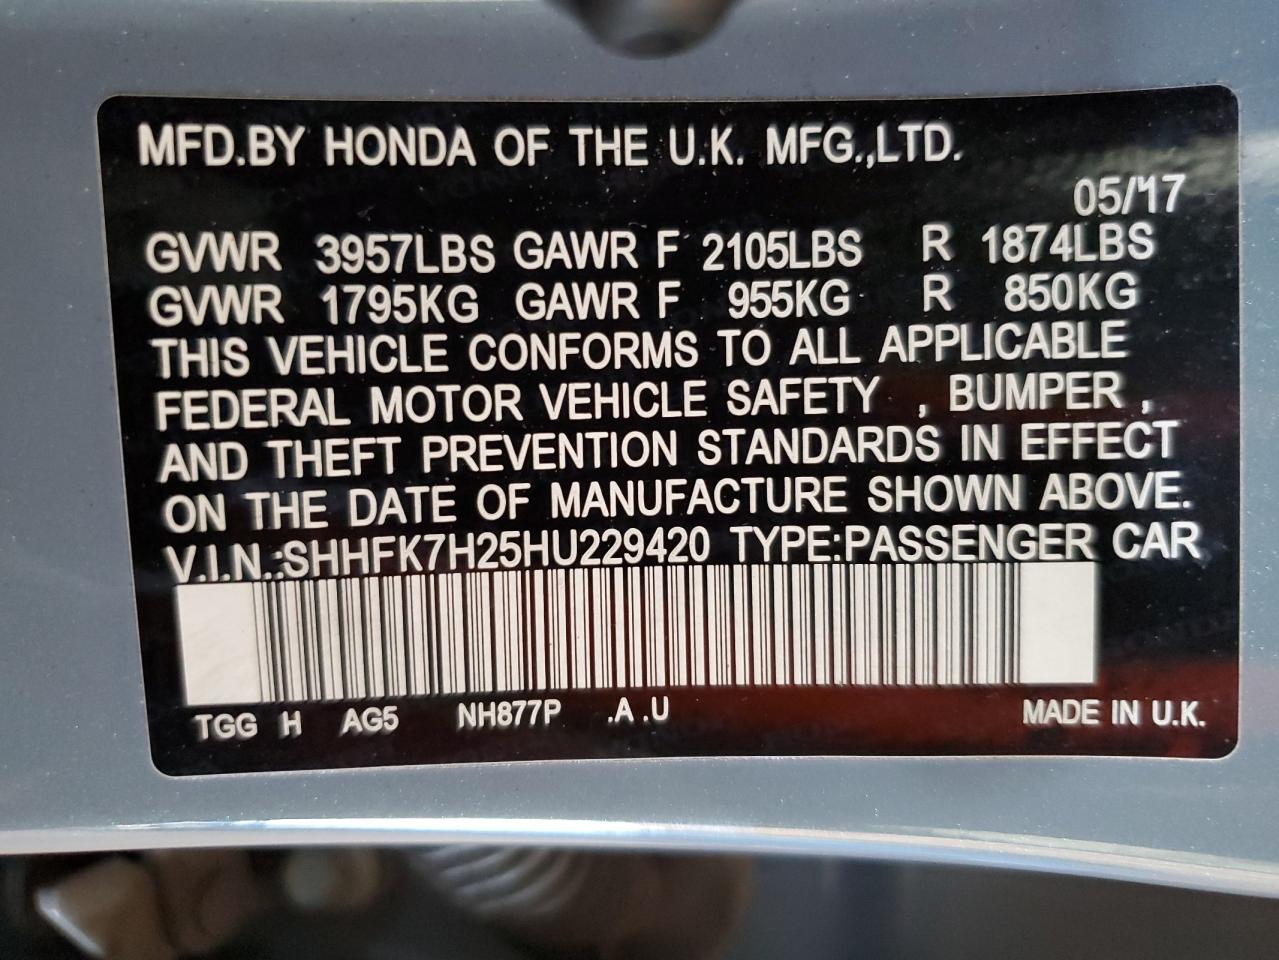 MFD.BY HONDA OF THE U.K. MFG.,LTD.
05/17
GVWR 3957LBS GAWR F 2105LBS R 1874LBS
GVWR 1795KG GAWR F 955KG R 850KG
THIS VEHICLE CONFORMS TO ALL APPLICABLE
FEDERAL MOTOR VEHICLE SAFETY , BUMPER ,
AND THEFT PREVENTION STANDARDS IN EFFECT
ON THE DATE OF MANUFACTURE SHOWN ABOVE.
V.I.N.:SHHFK7H25HU229420 TYPE:PASSENGER CAR
TGG H AG5 NH877P .A .U MADE IN U.K.